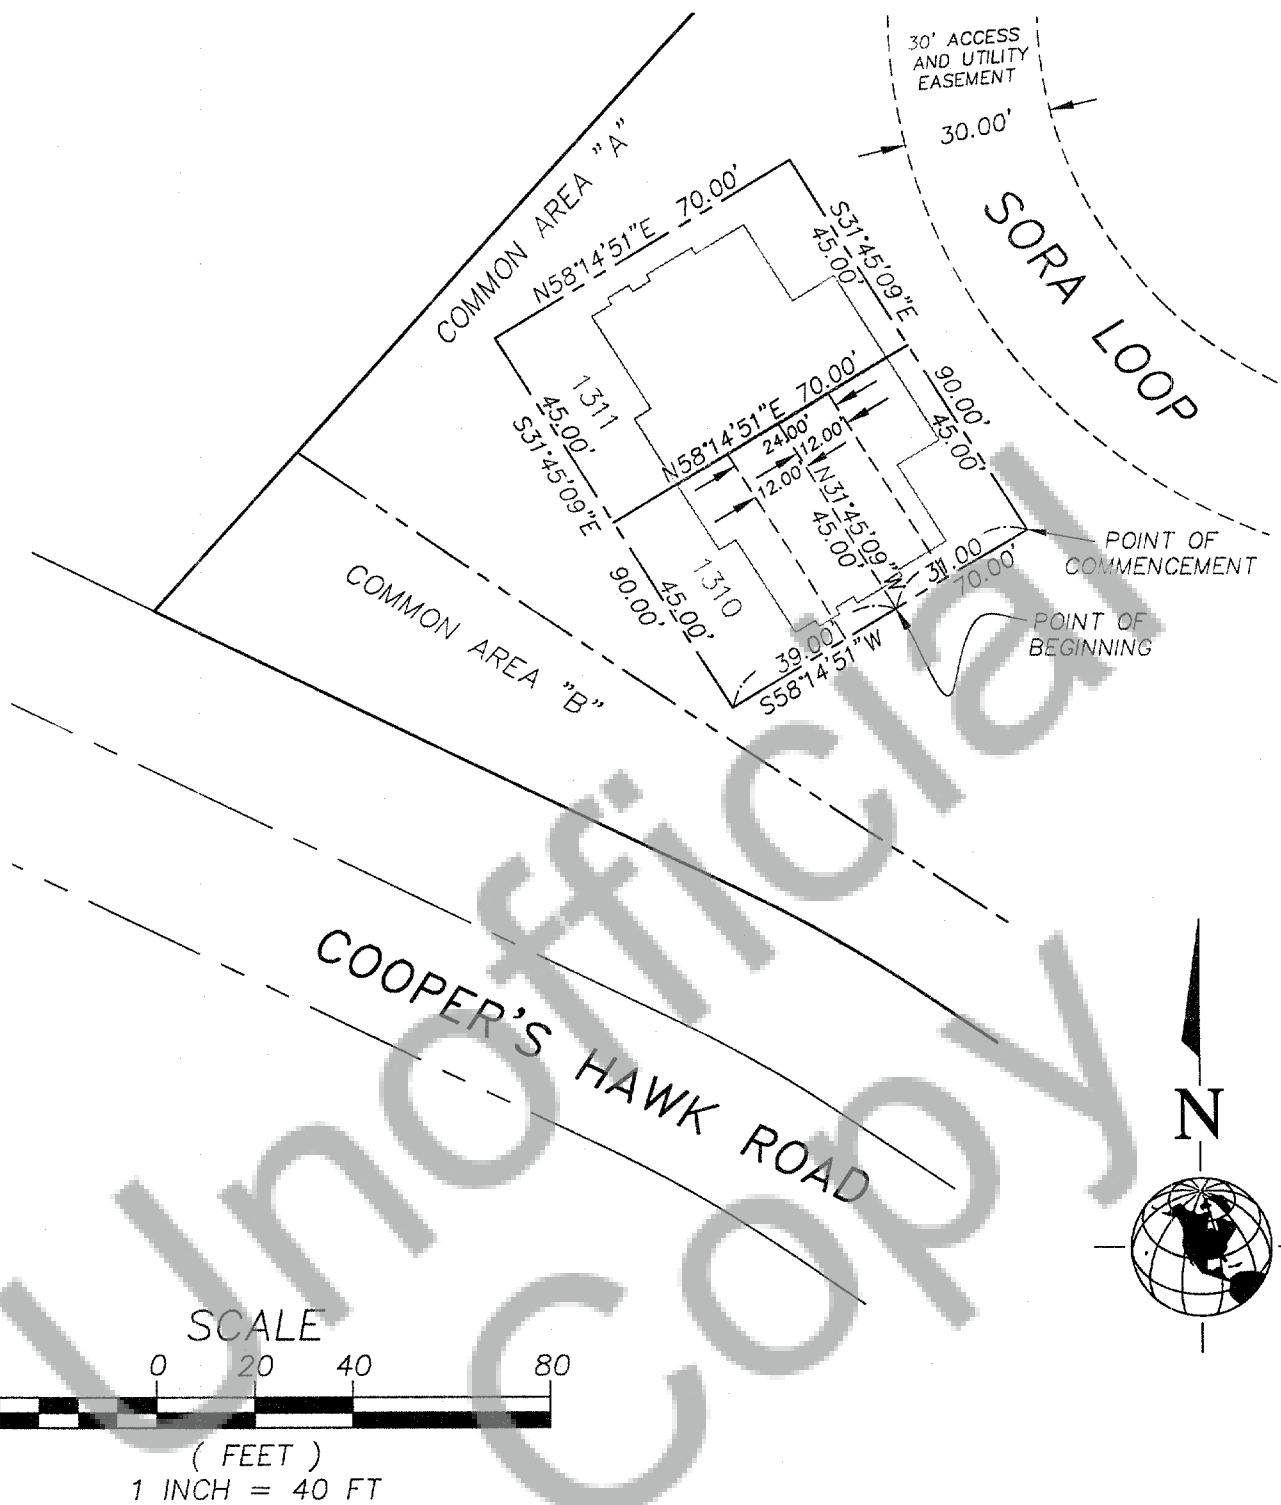 30' ACCESS
AND UTILITY
EASEMENT
30.00'
SORA LOOP
COMMON AREA "A"
N58°14'51"E 70.00'
S31°45'09"E
45.00'
1311
45.00'
S31°45'09"E
N58°14'51"E 70.00'
90.00'
45.00'
24.00'
12.00'
12.00'
N31°45'09"W
45.00'
31.00
70.00'
POINT OF
COMMENCEMENT
POINT OF
BEGINNING
1310
45.00'
90.00'
39.00'
S58°14'51"W
COMMON AREA "B"
COOPER'S HAWK ROAD
N
SCALE
0 20 40 80
( FEET )
1 INCH = 40 FT
Unofficial
Copy